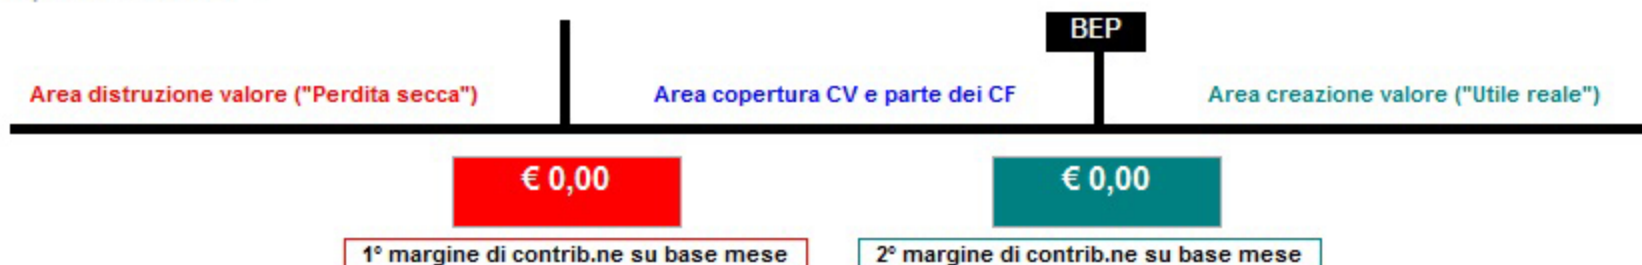 BEP
Area distruzione valore ("Perdita secca")
Area copertura CV e parte dei CF
Area creazione valore ("Utile reale")
€ 0,00
€ 0,00
1° margine di contrib.ne su base mese
2° margine di contrib.ne su base mese